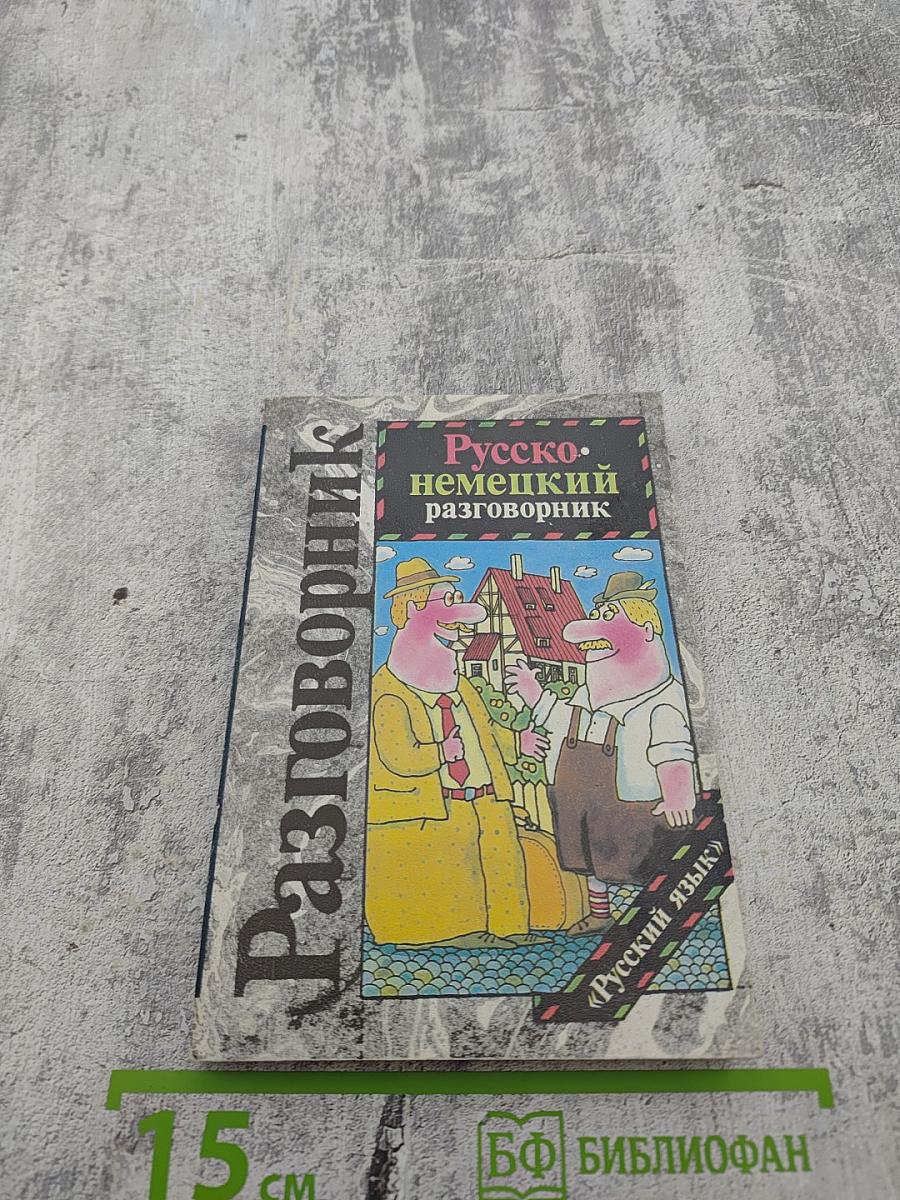 Разговорник
Русско-
немецкий
разговорник
«Русский язык»
15 см
БФ БИБЛИОФАН